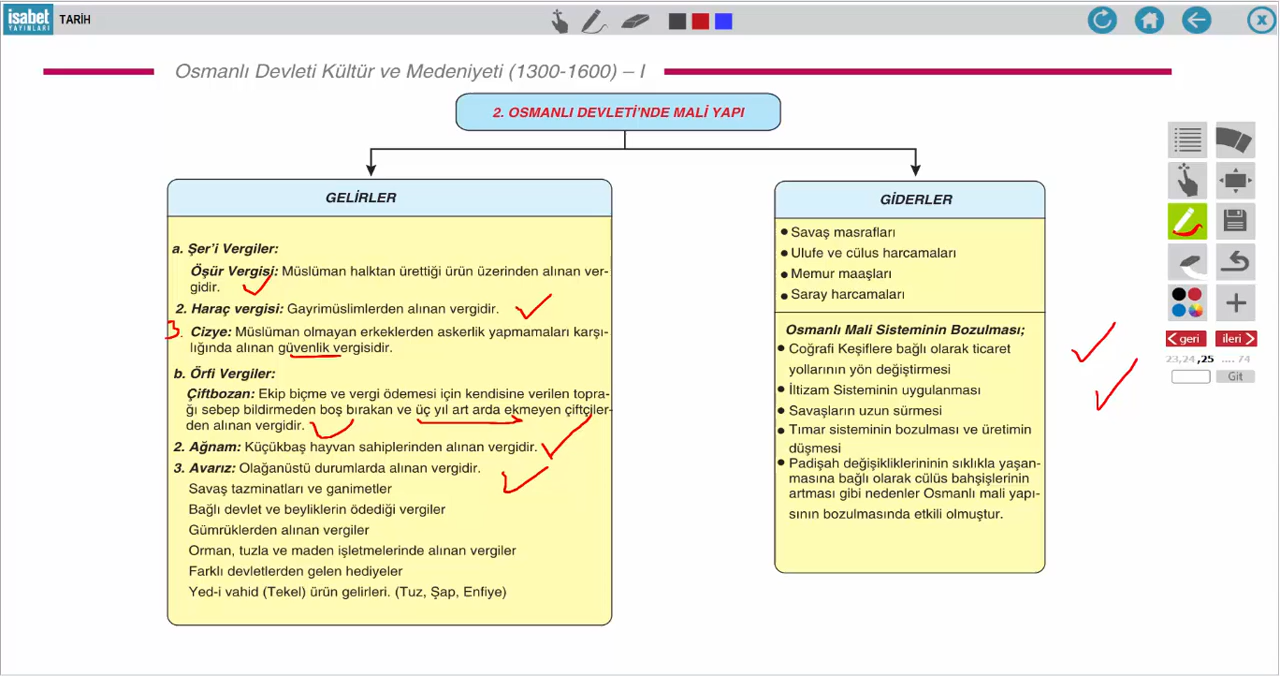 isabet
YAYINLARI
TARİH
Osmanlı Devleti Kültür ve Medeniyeti (1300-1600) – I
2. OSMANLI DEVLETİ'NDE MALİ YAPI
GELİRLER
a. Şer'i Vergiler:
Öşür Vergisi: Müslüman halktan ürettiği ürün üzerinden alınan ver-
gidir.
2. Haraç vergisi: Gayrimüslimlerden alınan vergidir.
3 Cizye: Müslüman olmayan erkeklerden askerlik yapmamaları karşı-
lığında alınan güvenlik vergisidir.
b. Örfi Vergiler:
Çiftbozan: Ekip biçme ve vergi ödemesi için kendisine verilen topra-
ğı sebep bildirmeden boş bırakan ve üç yıl art arda ekmeyen çiftçiler-
den alınan vergidir.
2. Ağnam: Küçükbaş hayvan sahiplerinden alınan vergidir.
3. Avarız: Olağanüstü durumlarda alınan vergidir.
Savaş tazminatları ve ganimetler
Bağlı devlet ve beyliklerin ödediği vergiler
Gümrüklerden alınan vergiler
Orman, tuzla ve maden işletmelerinde alınan vergiler
Farklı devletlerden gelen hediyeler
Yed-i vahid (Tekel) ürün gelirleri. (Tuz, Şap, Enfiye)
GİDERLER
• Savaş masrafları
• Ulufe ve cülus harcamaları
• Memur maaşları
• Saray harcamaları
Osmanlı Mali Sisteminin Bozulması;
• Coğrafi Keşiflere bağlı olarak ticaret
yollarının yön değiştirmesi
• İltizam Sisteminin uygulanması
• Savaşların uzun sürmesi
• Tımar sisteminin bozulması ve üretimin
düşmesi
• Padişah değişikliklerininin sıklıkla yaşan-
masına bağlı olarak cülüs bahşişlerinin
artması gibi nedenler Osmanlı mali yapı-
sının bozulmasında etkili olmuştur.
geri
ileri
23,24,25 .... 74
Git